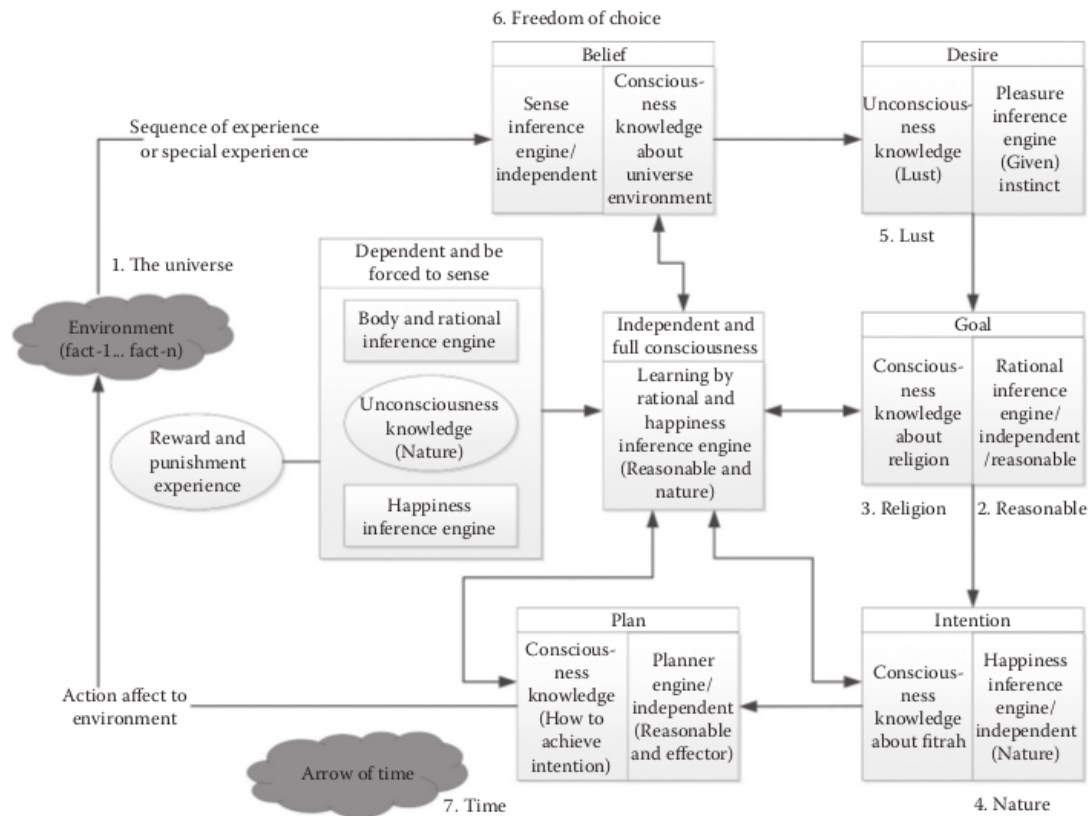 6. Freedom of choice
Belief
Sense
inference
engine/
independent
Conscious-
ness
knowledge
about
universe
environment
Desire
Unconscious-
ness
knowledge
(Lust)
Pleasure
inference
engine
(Given)
instinct
Sequence of experience
or special experience
5. Lust
1. The universe
Environment
(fact-1... fact-n)
Dependent and be
forced to sense
Body and rational
inference engine
Unconsciousness
knowledge
(Nature)
Happiness
inference engine
Reward and
punishment
experience
Independent and
full consciousness
Learning by
rational and
happiness
inference engine
(Reasonable and
nature)
Goal
Conscious-
ness
knowledge
about
religion
Rational
inference
engine/
independent
/reasonable
3. Religion
2. Reasonable
Plan
Conscious-
ness
knowledge
(How to
achieve
intention)
Planner
engine/
independent
(Reasonable
and effector)
Intention
Conscious-
ness
knowledge
about fitrah
Happiness
inference
engine/
independent
(Nature)
Action affect to
environment
Arrow of time
7. Time
4. Nature